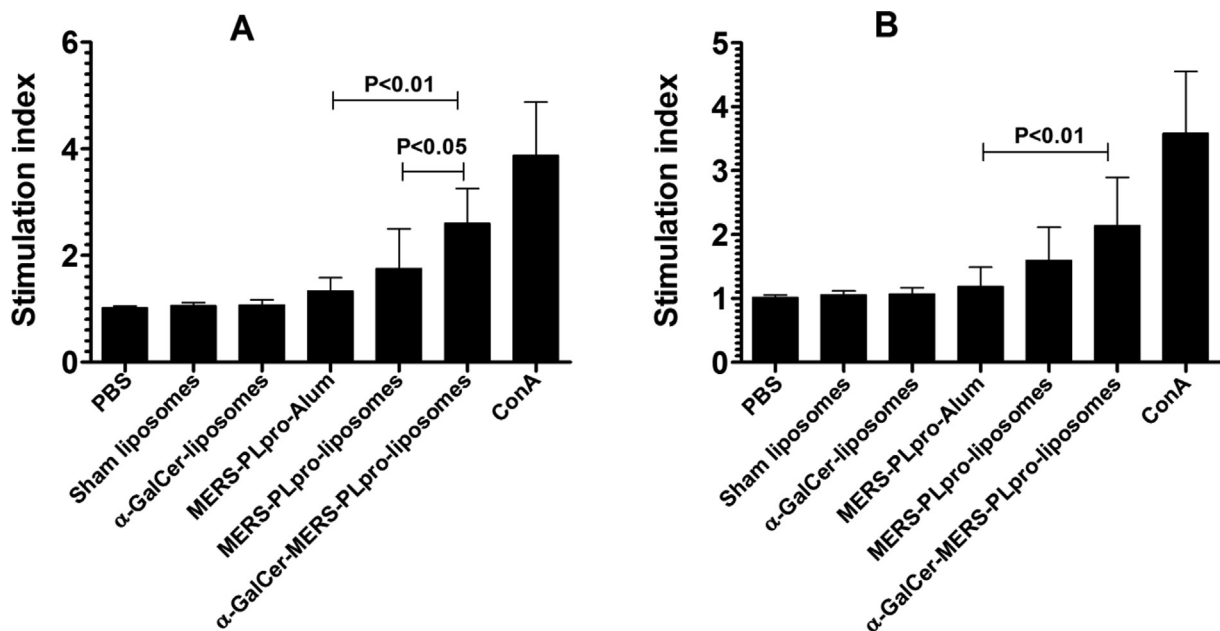 A
Stimulation index
6
4
2
0
P<0.01
P<0.05
PBS
Sham liposomes
α-GalCer-liposomes
MERS-PLpro-Alum
MERS-PLpro-liposomes
α-GalCer-MERS-PLpro-liposomes
ConA
B
Stimulation index
5
4
3
2
1
0
P<0.01
PBS
Sham liposomes
α-GalCer-liposomes
MERS-PLpro-Alum
MERS-PLpro-liposomes
α-GalCer-MERS-PLpro-liposomes
ConA